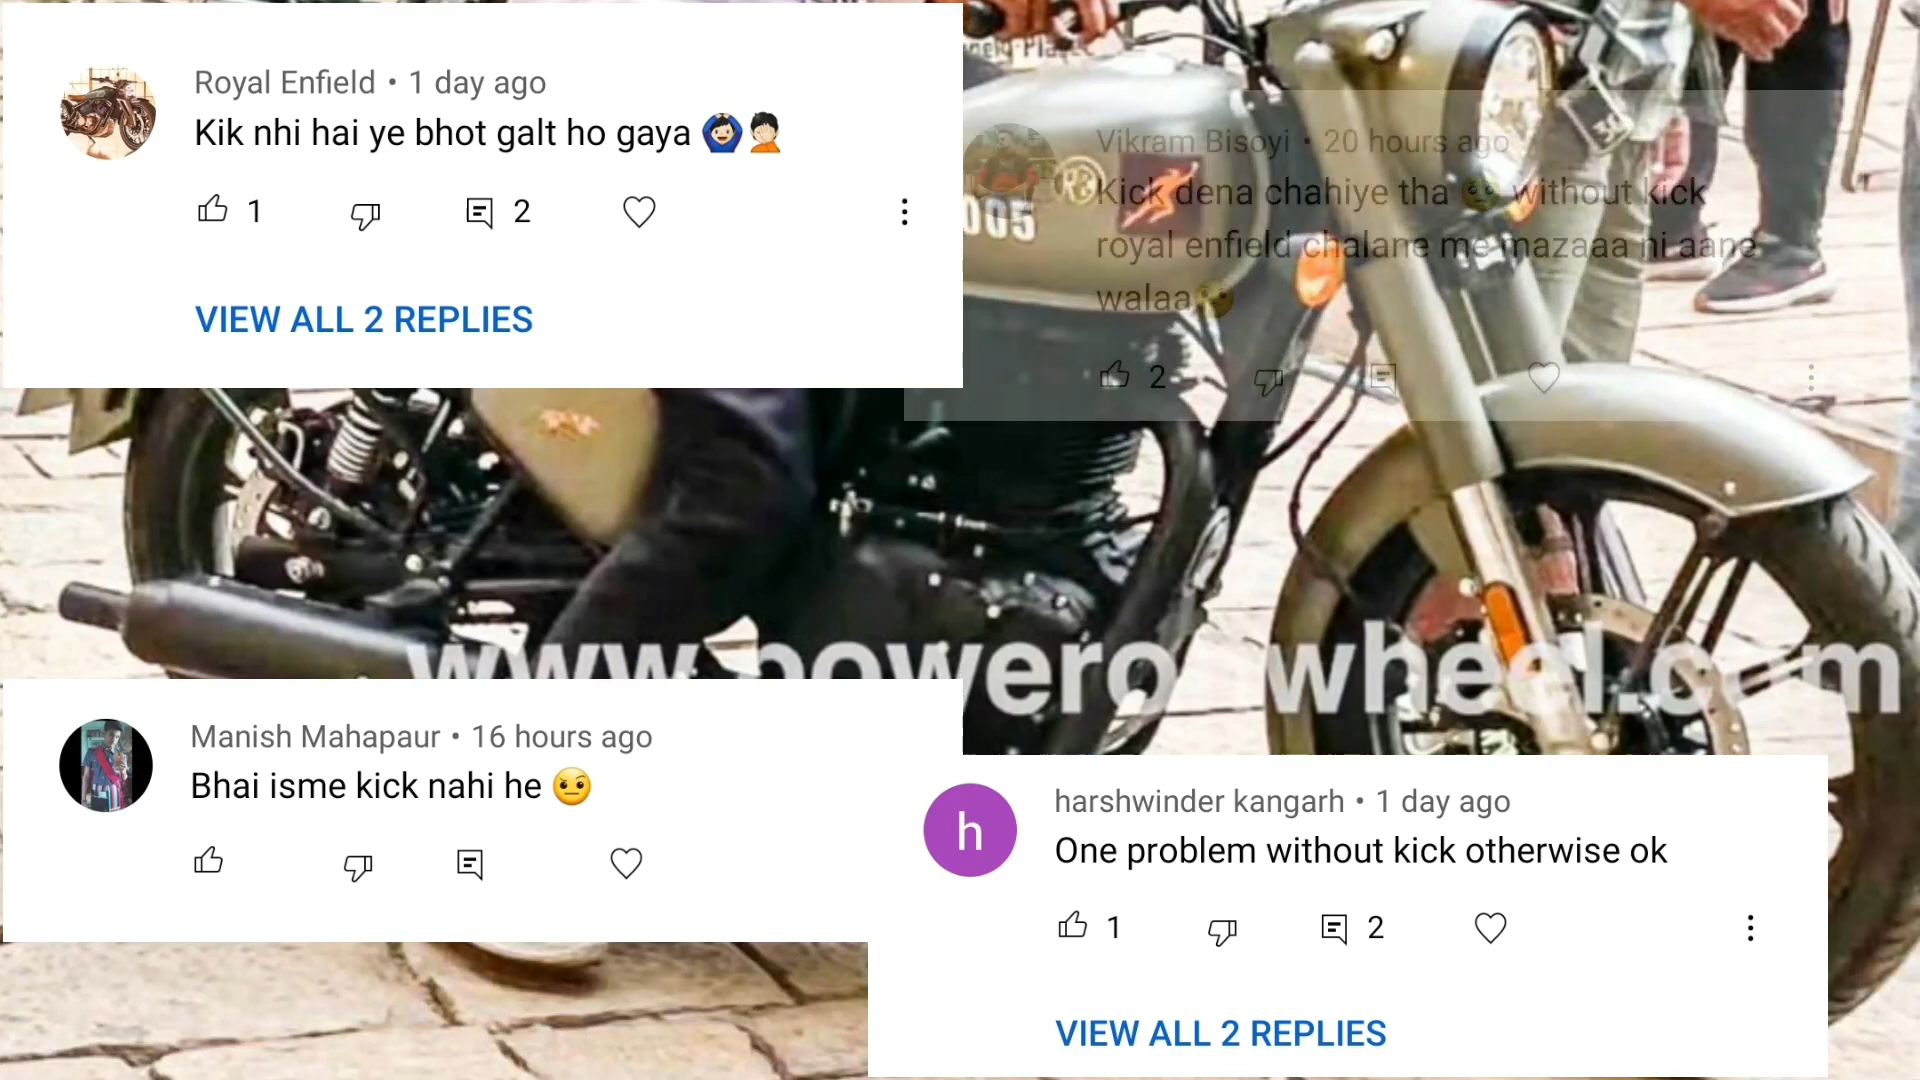 Royal Enfield • 1 day ago
Kik nhi hai ye bhot galt ho gaya 🙆🏻‍♂️🤦🏻
1
2
VIEW ALL 2 REPLIES
Vikram Bisoyi • 20 hours ago
Kick dena chahiye tha 🥺 without kick
royal enfield chalane me mazaaa ni aane
walaa
2
005
Manish Mahapaur • 16 hours ago
Bhai isme kick nahi he 🤨
h
harshwinder kangarh • 1 day ago
One problem without kick otherwise ok
1
2
VIEW ALL 2 REPLIES